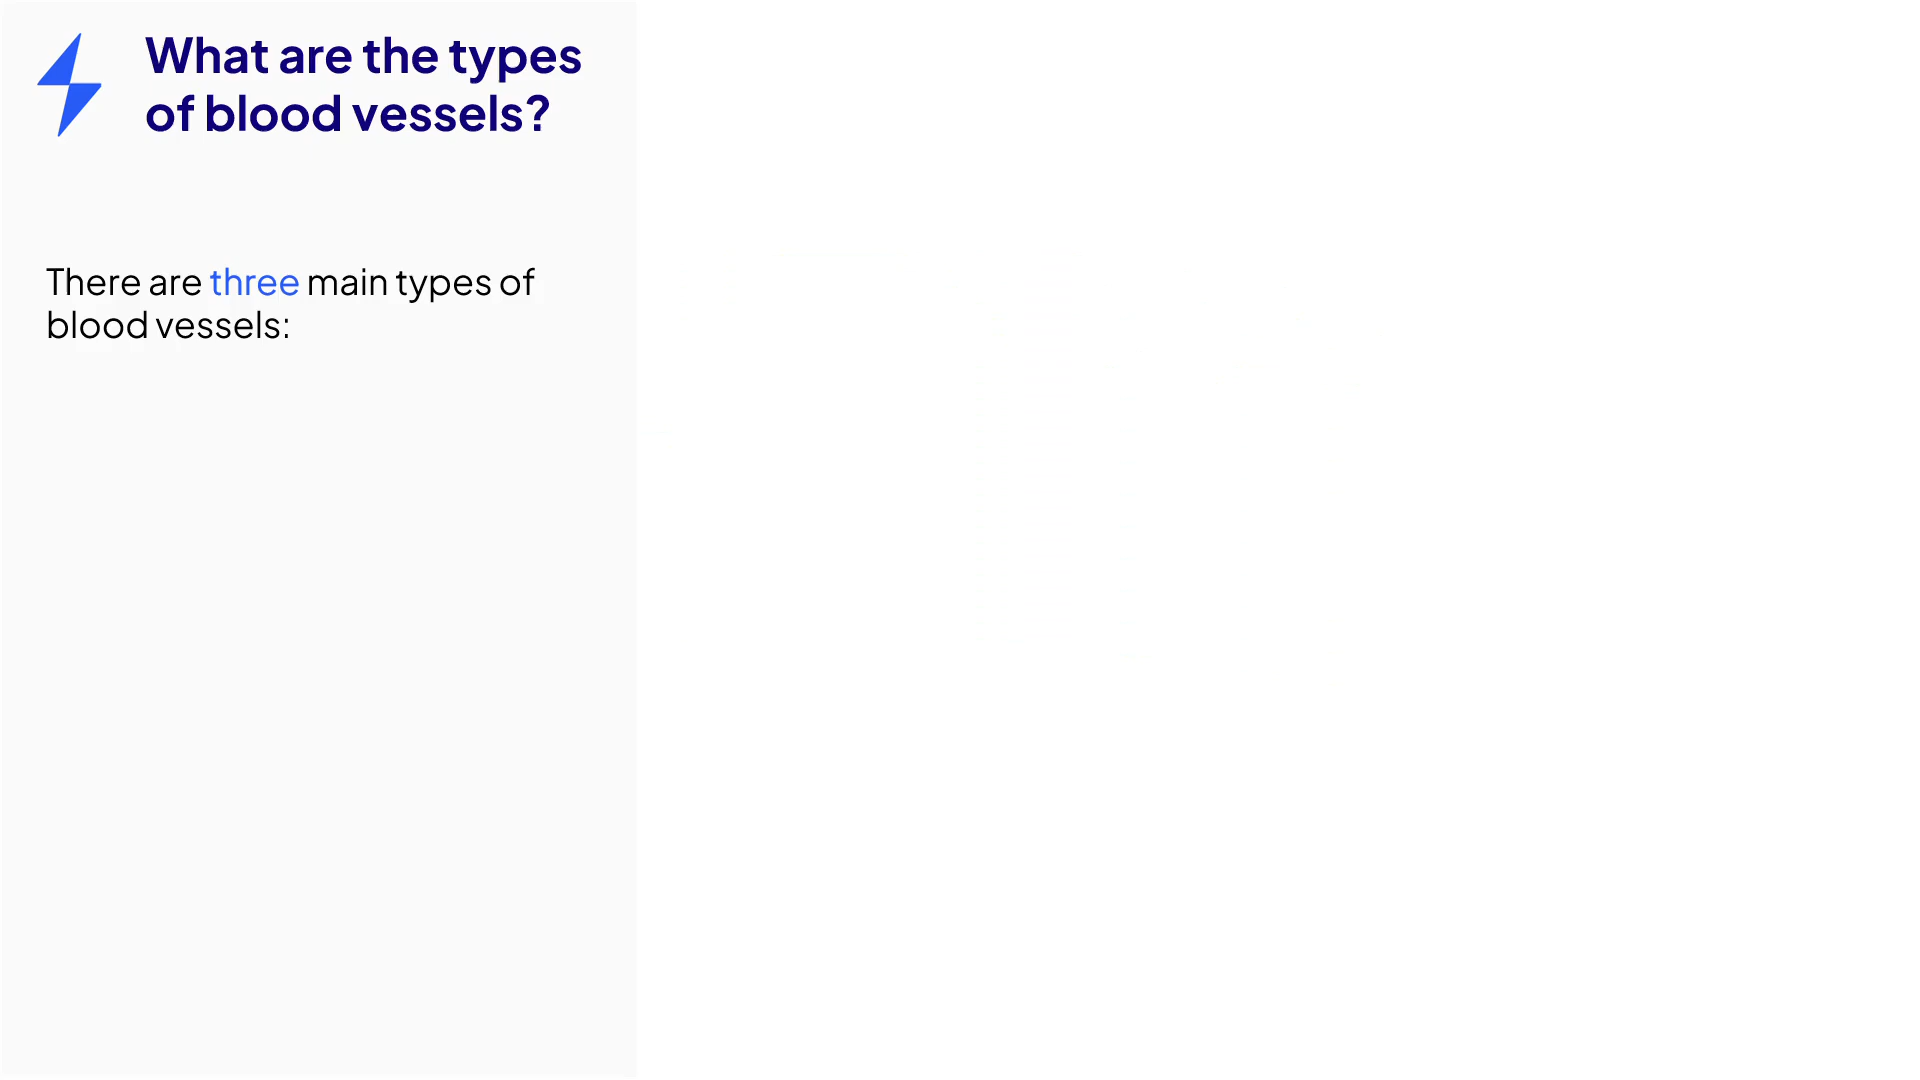 What are the types
of blood vessels?
There are three main types of
blood vessels: